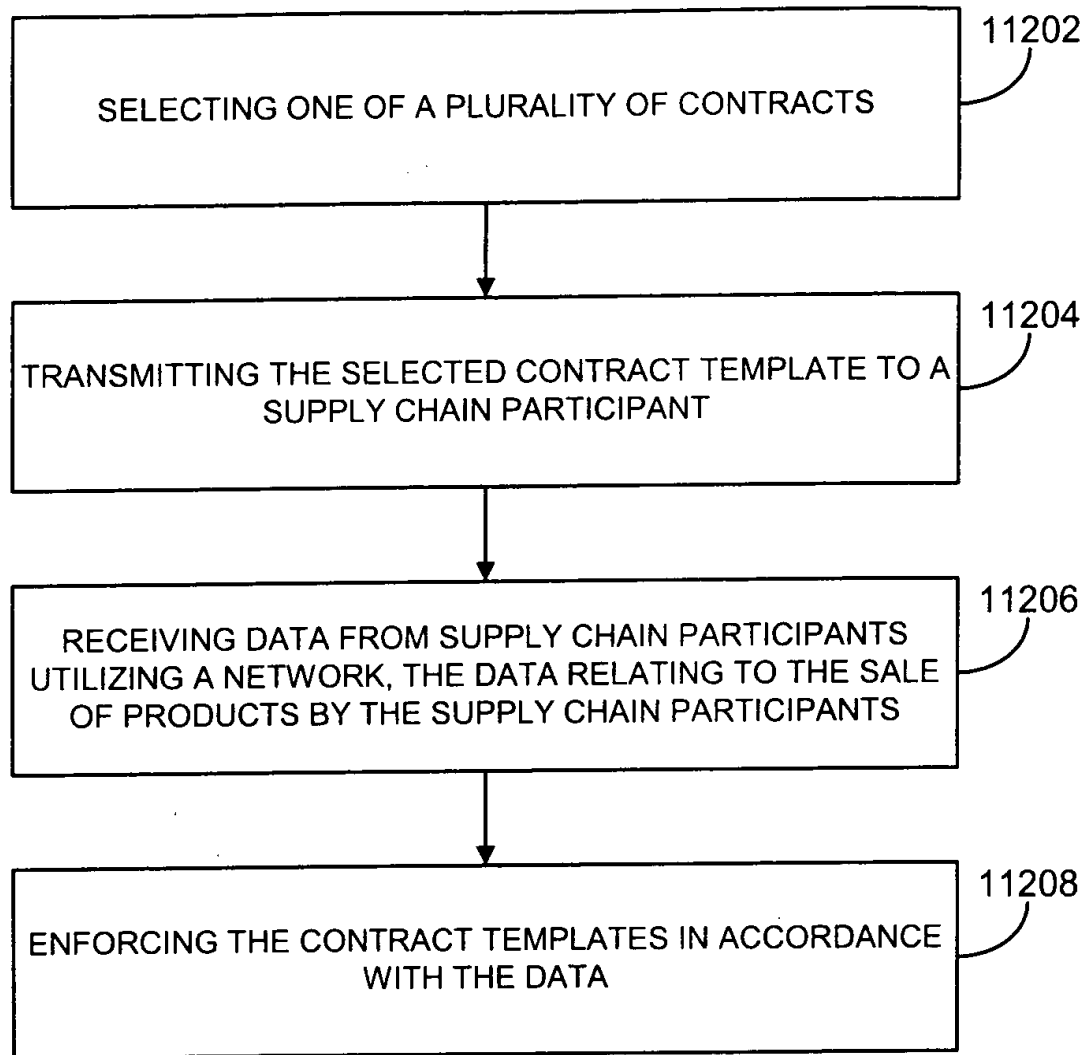 11202
SELECTING ONE OF A PLURALITY OF CONTRACTS
11204
TRANSMITTING THE SELECTED CONTRACT TEMPLATE TO A
SUPPLY CHAIN PARTICIPANT
11206
RECEIVING DATA FROM SUPPLY CHAIN PARTICIPANTS
UTILIZING A NETWORK, THE DATA RELATING TO THE SALE
OF PRODUCTS BY THE SUPPLY CHAIN PARTICIPANTS
11208
ENFORCING THE CONTRACT TEMPLATES IN ACCORDANCE
WITH THE DATA